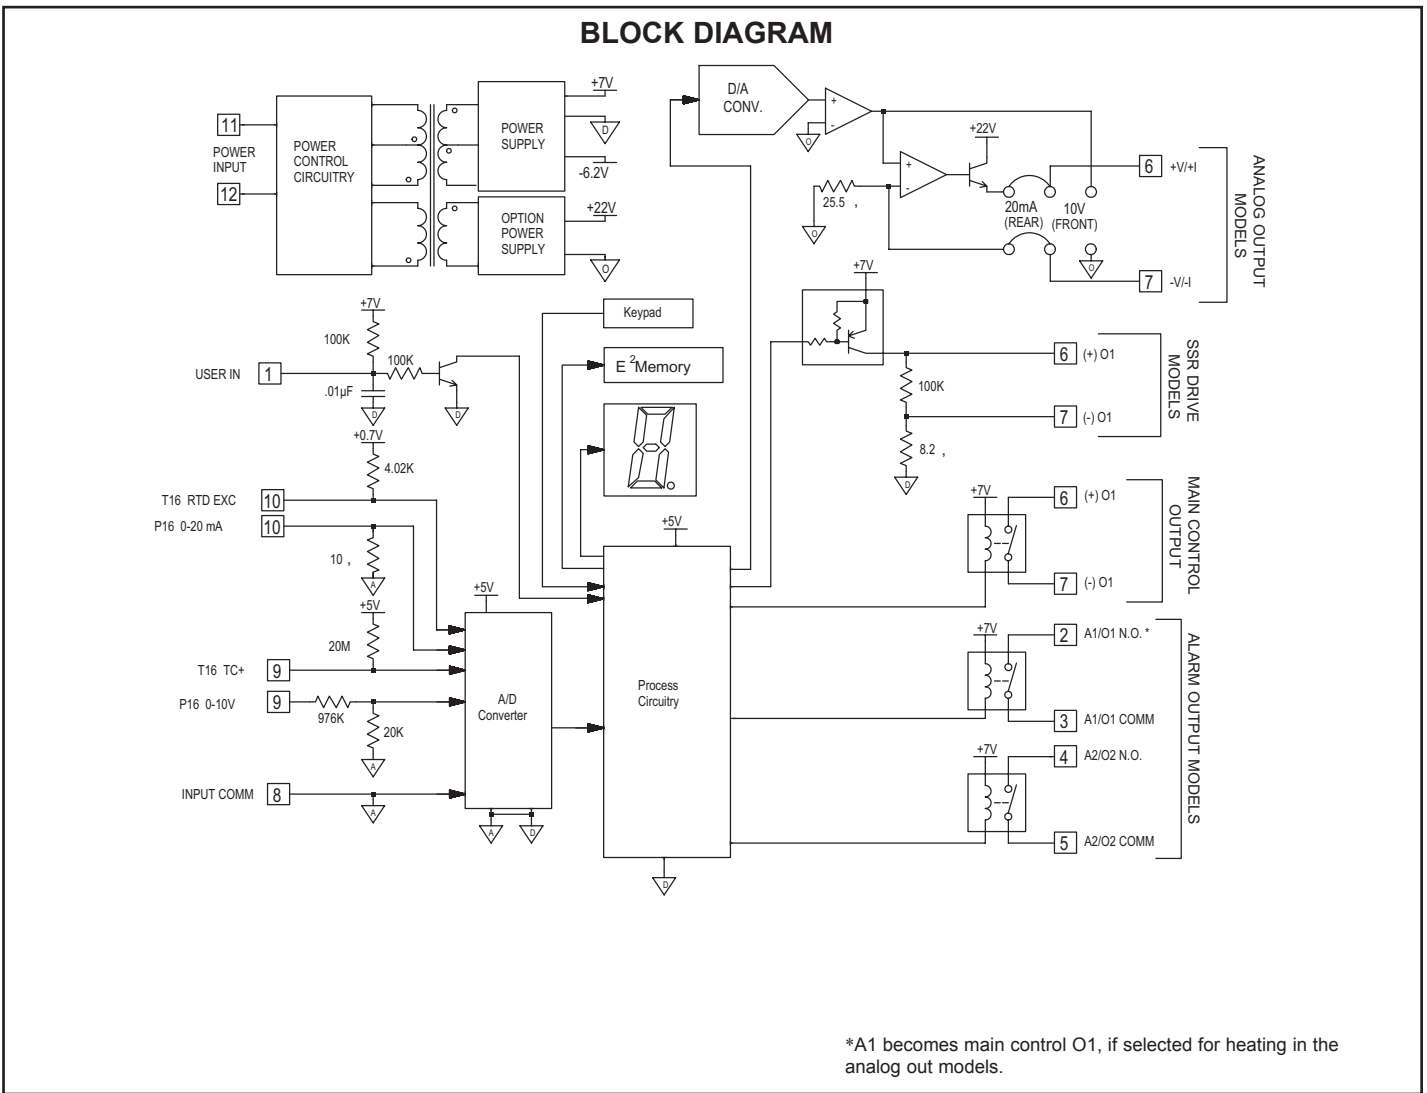 BLOCK DIAGRAM
11
POWER
INPUT
12
POWER
CONTROL
CIRCUITRY
POWER
SUPPLY
+7V
D
-6.2V
OPTION
POWER
SUPPLY
+22V
O
D/A
CONV.
+
-
O
+
-
+22V
25.5 ,
O
20mA
(REAR)
10V
(FRONT)
O
6 +V/+I
7 -V/-I
ANALOG OUTPUT
MODELS
+7V
100K
USER IN 1
100K
.01µF
D
D
Keypad
E 2Memory
+7V
100K
8.2 ,
D
6 (+) O1
7 (-) O1
SSR DRIVE
MODELS
+0.7V
4.02K
T16 RTD EXC 10
P16 0-20 mA 10
10 ,
A
+5V
20M
T16 TC+ 9
P16 0-10V 9
976K
20K
A
INPUT COMM 8
A
+5V
A/D
Converter
A
D
+5V
Process
Circuitry
D
+7V
6 (+) O1
7 (-) O1
MAIN CONTROL
OUTPUT
+7V
2 A1/O1 N.O. *
3 A1/O1 COMM
+7V
4 A2/O2 N.O.
5 A2/O2 COMM
ALARM OUTPUT MODELS
*A1 becomes main control O1, if selected for heating in the
analog out models.